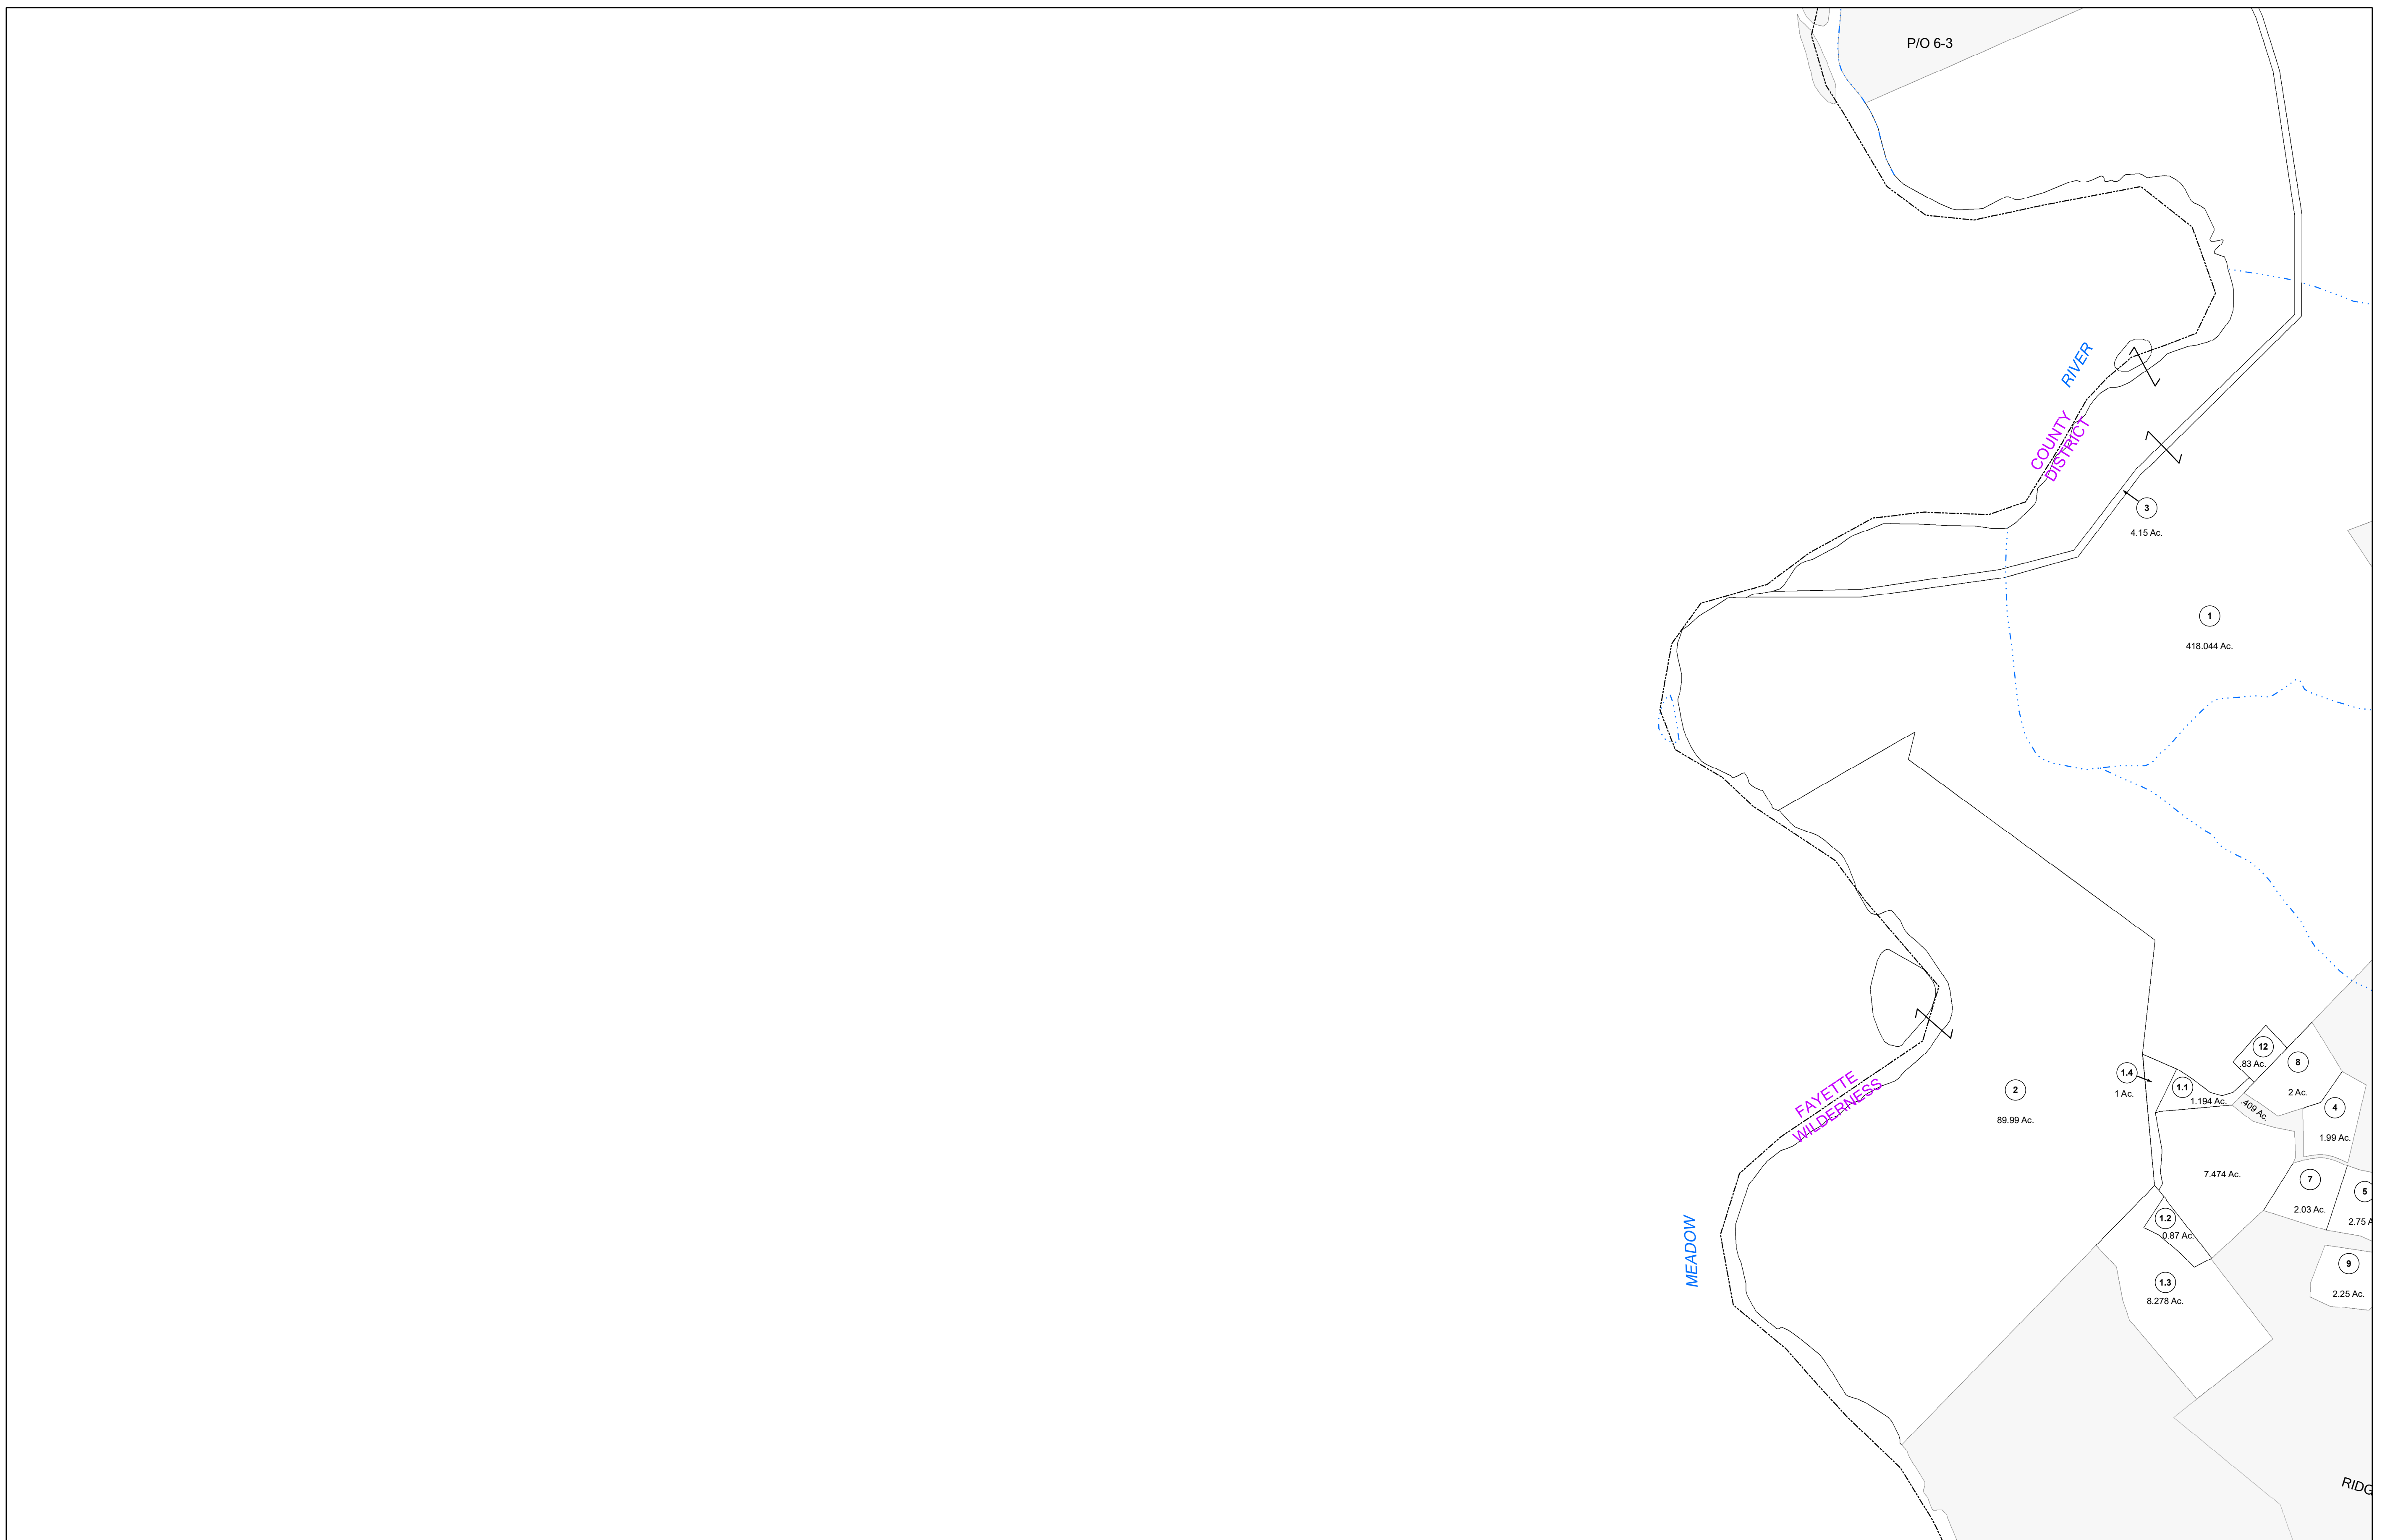 P/O 6-3
RIVER
COUNTY
DISTRICT
3
4.15 Ac.
1
418.044 Ac.
12
.83 Ac.
8
2 Ac.
1.4
1 Ac.
1.1
1.194 Ac.
.409 Ac.
4
1.99 Ac.
2
89.99 Ac.
FAYETTE
WILDERNESS
7.474 Ac.
7
2.03 Ac.
5
2.75 A
1.2
0.87 Ac.
MEADOW
9
2.25 Ac.
1.3
8.278 Ac.
RIDG